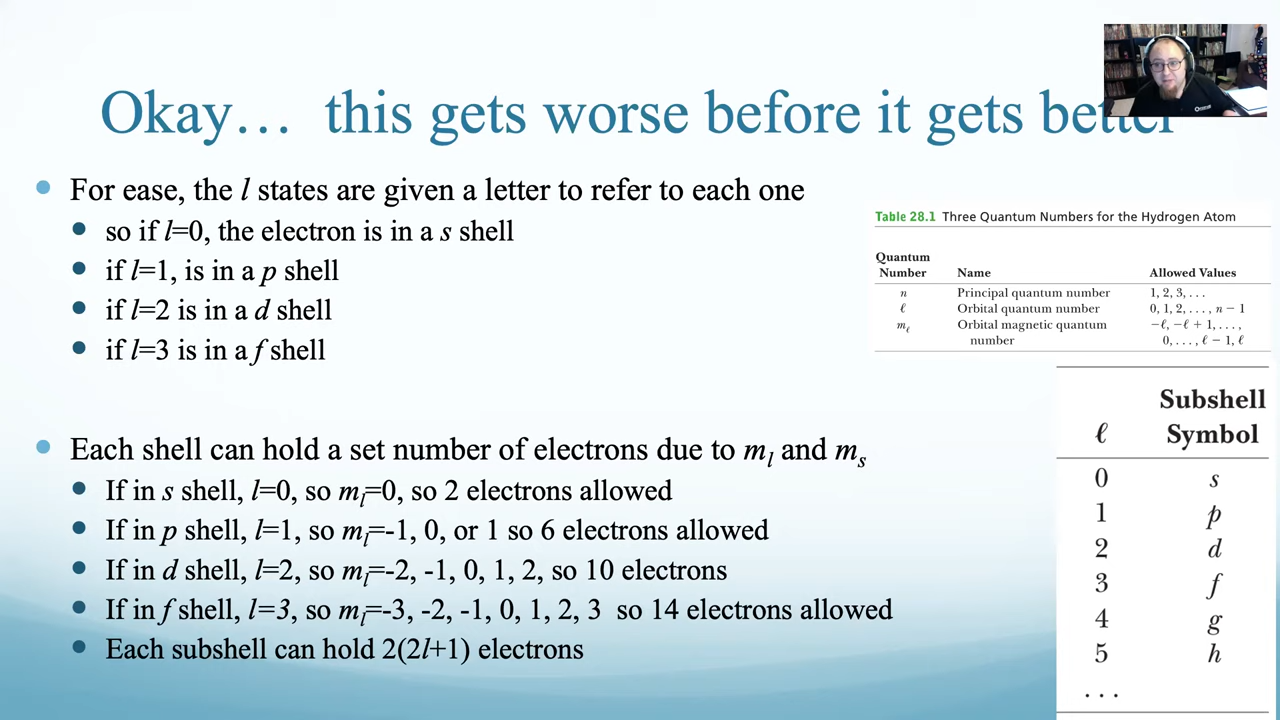 Okay… this gets worse before it gets better
For ease, the l states are given a letter to refer to each one
so if l=0, the electron is in a s shell
if l=1, is in a p shell
if l=2 is in a d shell
if l=3 is in a f shell
Each shell can hold a set number of electrons due to mₗ and mₛ
If in s shell, l=0, so mₗ=0, so 2 electrons allowed
If in p shell, l=1, so mₗ=-1, 0, or 1 so 6 electrons allowed
If in d shell, l=2, so mₗ=-2, -1, 0, 1, 2, so 10 electrons
If in f shell, l=3, so mₗ=-3, -2, -1, 0, 1, 2, 3 so 14 electrons allowed
Each subshell can hold 2(2l+1) electrons
Table 28.1 Three Quantum Numbers for the Hydrogen Atom
Quantum
Number Name Allowed Values
n Principal quantum number 1, 2, 3, . . .
ℓ Orbital quantum number 0, 1, 2, . . . , n − 1
mℓ Orbital magnetic quantum −ℓ, −ℓ + 1, . . . ,
number 0, . . . , ℓ − 1, ℓ
Subshell
ℓ Symbol
0 s
1 p
2 d
3 f
4 g
5 h
. . .